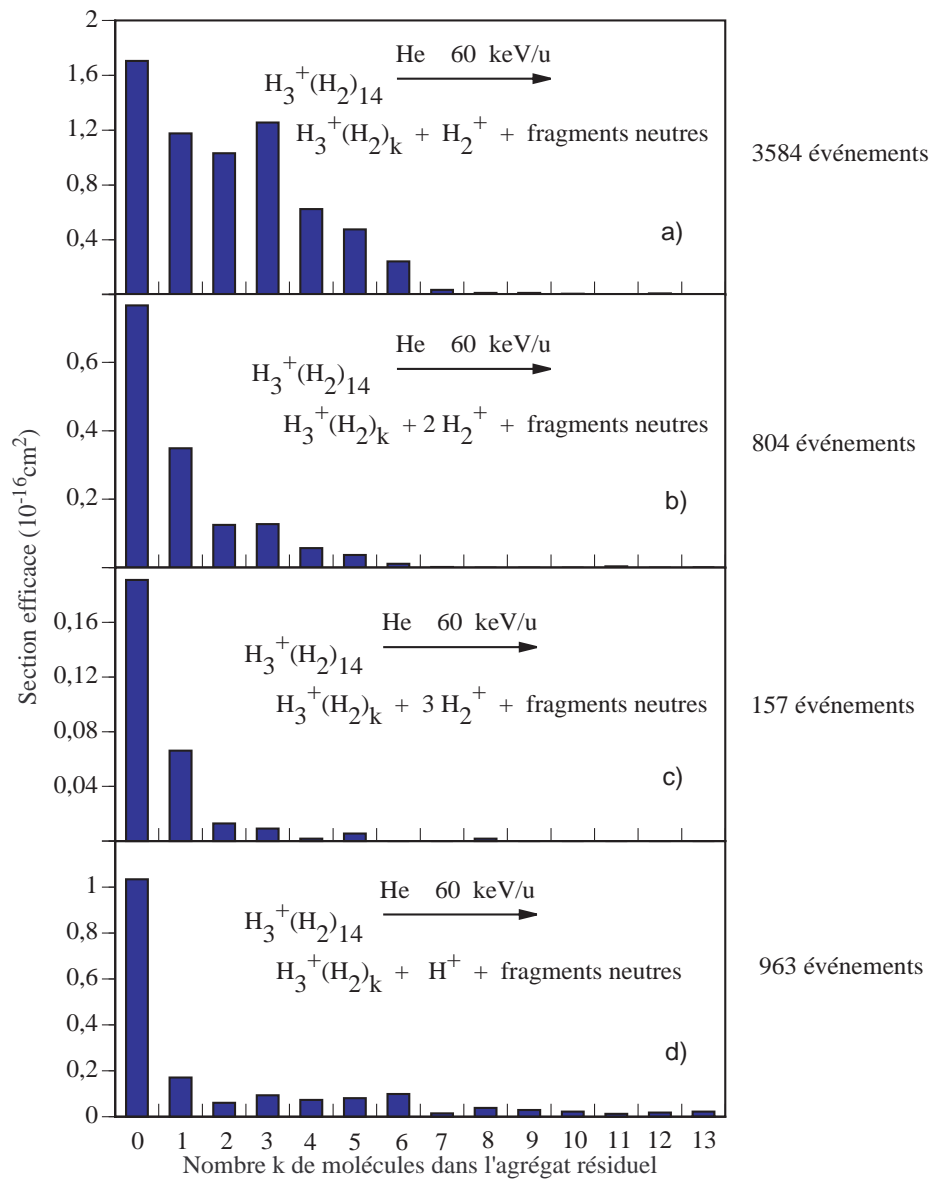 Section efficace (10⁻¹⁶cm²)
2
1,6
1,2
0,8
0,4
He 60 keV/u
H₃⁺(H₂)₁₄
H₃⁺(H₂)ₖ + H₂⁺ + fragments neutres
a)
3584 événements
0,6
0,4
0,2
He 60 keV/u
H₃⁺(H₂)₁₄
H₃⁺(H₂)ₖ + 2 H₂⁺ + fragments neutres
b)
804 événements
0,16
0,12
0,08
0,04
He 60 keV/u
H₃⁺(H₂)₁₄
H₃⁺(H₂)ₖ + 3 H₂⁺ + fragments neutres
c)
157 événements
1
0,8
0,6
0,4
0,2
0
He 60 keV/u
H₃⁺(H₂)₁₄
H₃⁺(H₂)ₖ + H⁺ + fragments neutres
d)
963 événements
0 1 2 3 4 5 6 7 8 9 10 11 12 13
Nombre k de molécules dans l'agrégat résiduel